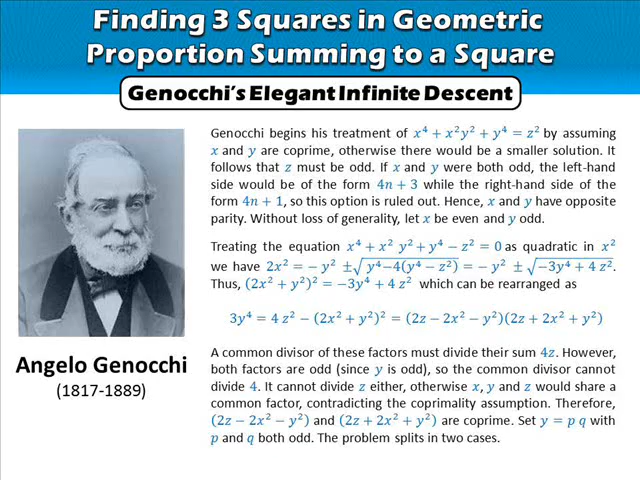 Finding 3 Squares in Geometric
Proportion Summing to a Square
Genocchi's Elegant Infinite Descent
Genocchi begins his treatment of x⁴ + x²y² + y⁴ = z² by assuming
x and y are coprime, otherwise there would be a smaller solution. It
follows that z must be odd. If x and y were both odd, the left-hand
side would be of the form 4n + 3 while the right-hand side of the
form 4n + 1, so this option is ruled out. Hence, x and y have opposite
parity. Without loss of generality, let x be even and y odd.
Treating the equation x⁴ + x² y² + y⁴ − z² = 0 as quadratic in x²
we have 2x² = − y² ±√(y⁴−4(y⁴ − z²)) = − y² ± √(−3y⁴ + 4 z²).
Thus, (2x² + y²)² = −3y⁴ + 4 z² which can be rearranged as
3y⁴ = 4 z² − (2x² + y²)² = (2z − 2x² − y²)(2z + 2x² + y²)
A common divisor of these factors must divide their sum 4z. However,
both factors are odd (since y is odd), so the common divisor cannot
divide 4. It cannot divide z either, otherwise x, y and z would share a
common factor, contradicting the coprimality assumption. Therefore,
(2z − 2x² − y²) and (2z + 2x² + y²) are coprime. Set y = p q with
p and q both odd. The problem splits in two cases.
Angelo Genocchi
(1817-1889)